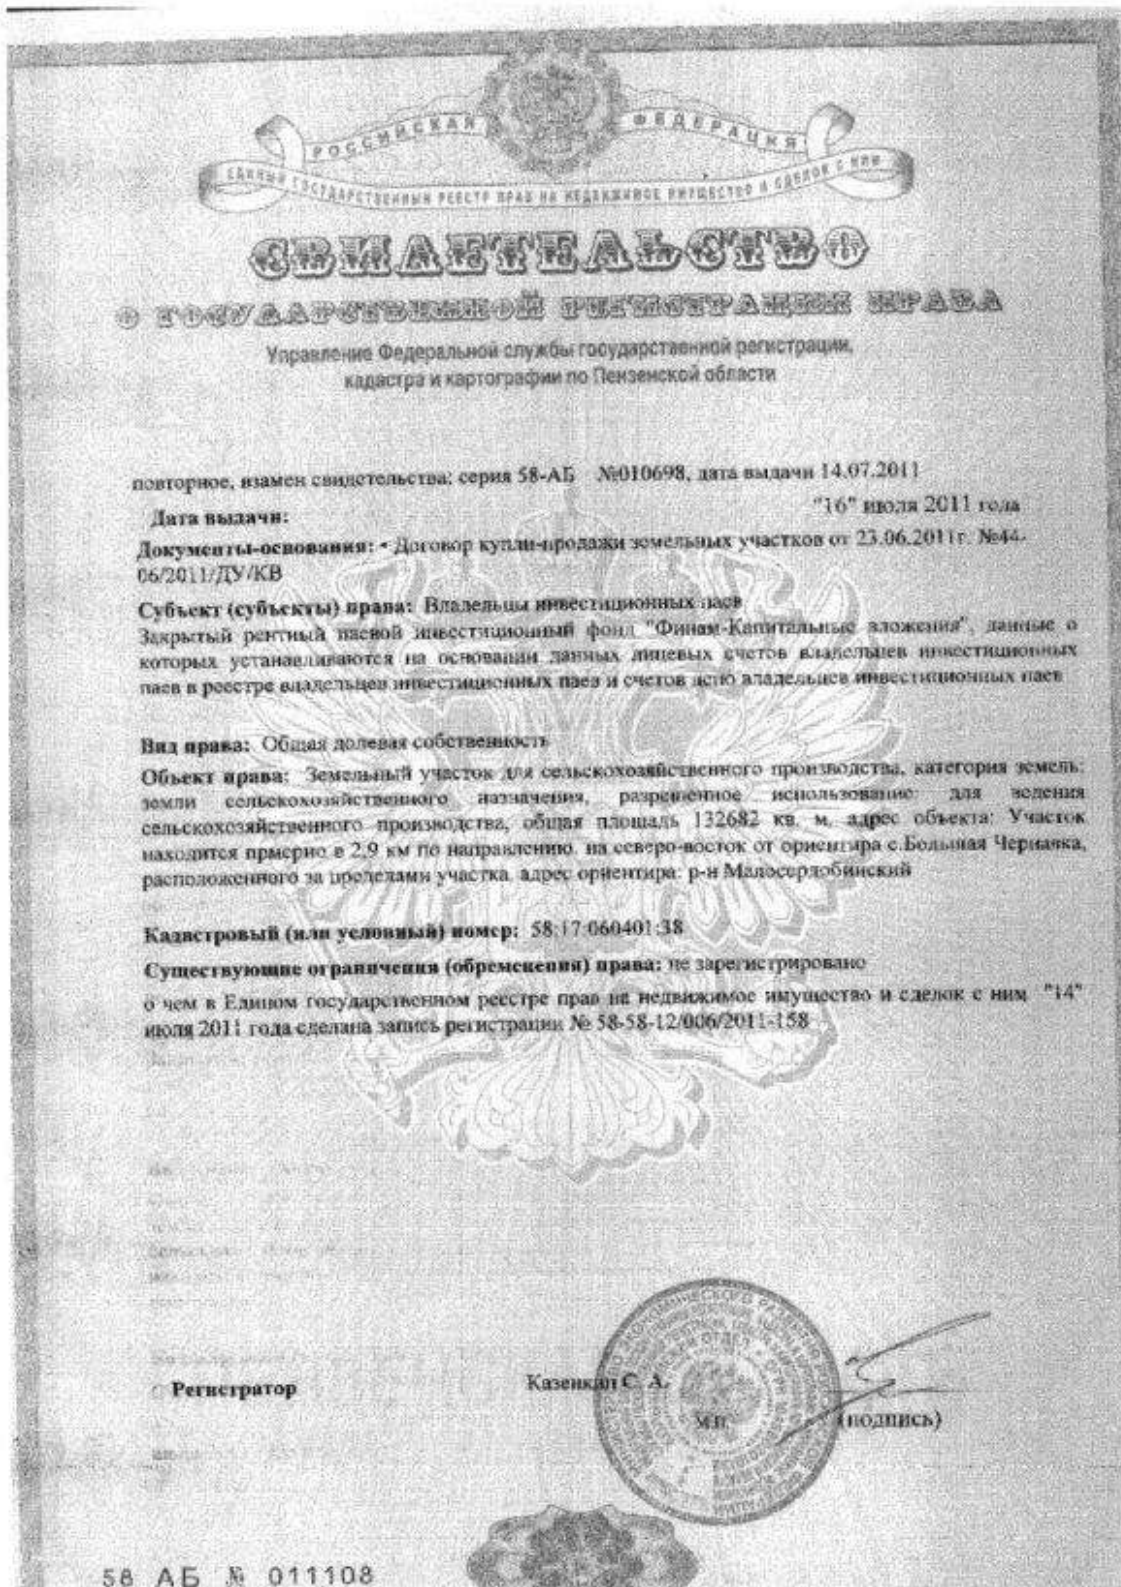 РОССИЙСКАЯ ФЕДЕРАЦИЯ
ЕДИНЫЙ ГОСУДАРСТВЕННЫЙ РЕЕСТР ПРАВ НА НЕДВИЖИМОЕ ИМУЩЕСТВО И СДЕЛОК С НИМ
СВИДЕТЕЛЬСТВО
О ГОСУДАРСТВЕННОЙ РЕГИСТРАЦИИ ПРАВА
Управление Федеральной службы государственной регистрации,
кадастра и картографии по Пензенской области
повторное, взамен свидетельства: серия 58-АБ №010698, дата выдачи 14.07.2011
Дата выдачи: "16" июля 2011 года
Документы-основания: • Договор купли-продажи земельных участков от 23.06.2011г. №44-
06/2011/ДУ/КВ
Субъект (субъекты) права: Владельцы инвестиционных паев
Закрытый рентный паевой инвестиционный фонд "Финам-Капитальные вложения", данные о
которых устанавливаются на основании данных лицевых счетов владельцев инвестиционных
паев в реестре владельцев инвестиционных паев и счетов депо владельцев инвестиционных паев
Вид права: Общая долевая собственность
Объект права: Земельный участок для сельскохозяйственного производства, категория земель:
земли сельскохозяйственного назначения, разрешенное использование: для ведения
сельскохозяйственного производства, общая площадь 132682 кв. м, адрес объекта: Участок
находится прмерно в 2,9 км по направлению на северо-восток от ориентира с.Большая Чернавка,
расположенного за пределами участка, адрес ориентира: р-н Малосердобинский
Кадастровый (или условный) номер: 58:17:060401:38
Существующие ограничения (обременения) права: не зарегистрировано
о чем в Едином государственном реестре прав на недвижимое имущество и сделок с ним "14"
июля 2011 года сделана запись регистрации № 58-58-12/006/2011-158
Регистратор Казенкин С. А.
М.П. (подпись)
58 АБ № 011108